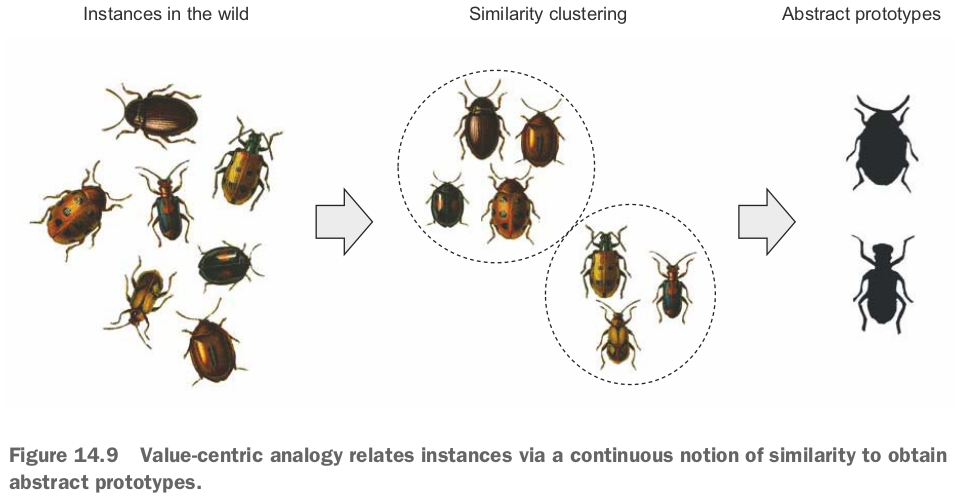 Instances in the wild
Similarity clustering
Abstract prototypes
Figure 14.9 Value-centric analogy relates instances via a continuous notion of similarity to obtain
abstract prototypes.